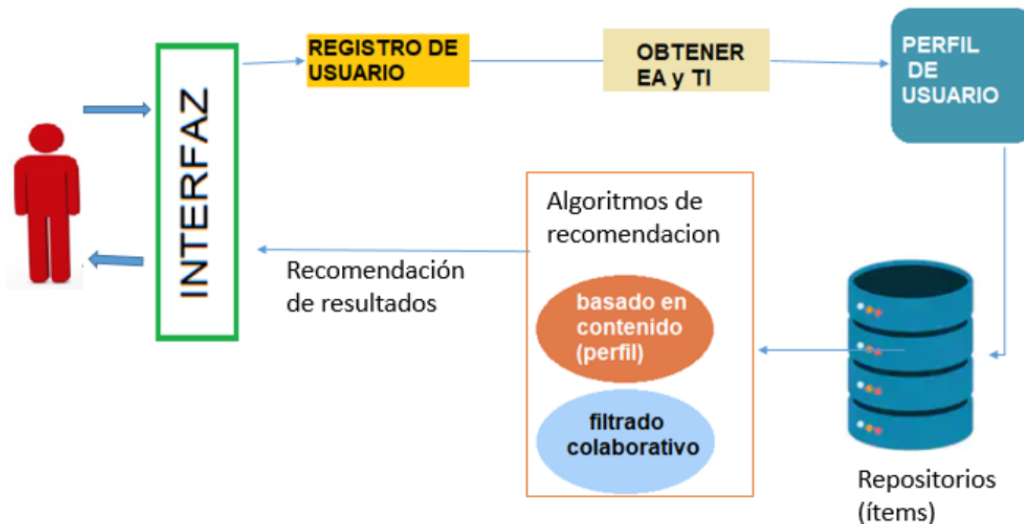 REGISTRO DE
USUARIO
OBTENER
EA y TI
PERFIL
DE
USUARIO
INTERFAZ
Algoritmos de
recomendacion
Recomendación
de resultados
basado en
contenido
(perfil)
filtrado
colaborativo
Repositorios
(ítems)